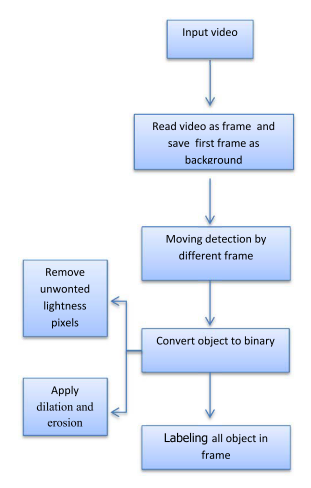 Input video
Read video as frame and
save first frame as
background
Moving detection by
different frame
Remove
unwonted
lightness
pixels
Convert object to binary
Apply
dilation and
erosion
Labeling all object in
frame